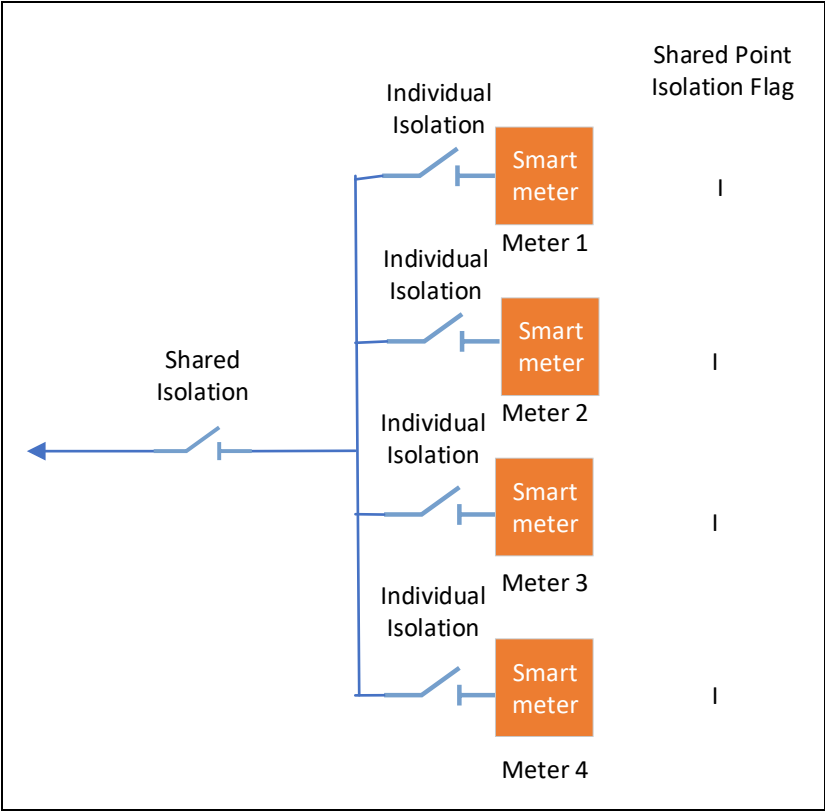 Shared Point
Isolation Flag
Individual
Isolation
Smart
meter
I
Meter 1
Individual
Isolation
Smart
meter
I
Meter 2
Shared
Isolation
Individual
Isolation
Smart
meter
I
Meter 3
Individual
Isolation
Smart
meter
I
Meter 4